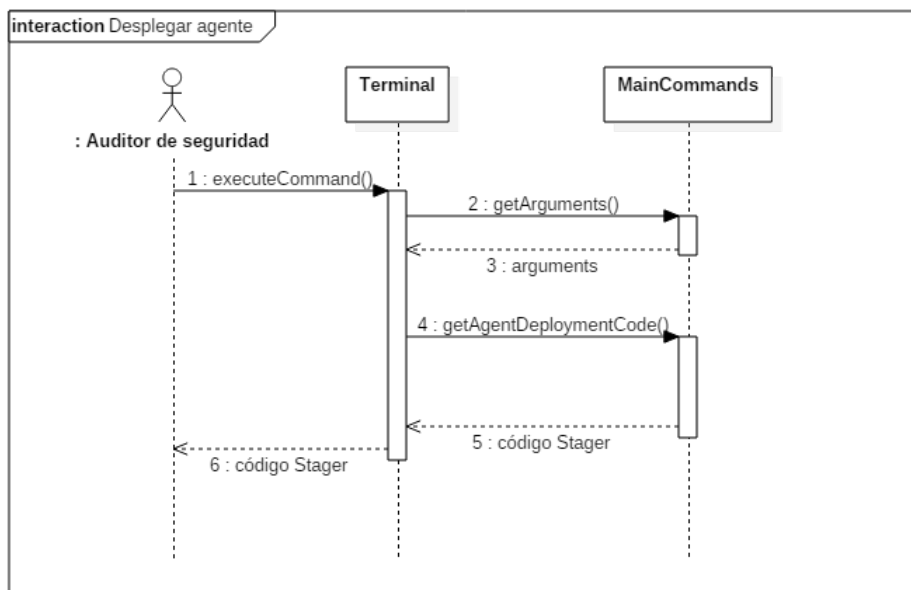 interaction Desplegar agente
Terminal
MainCommands
: Auditor de seguridad
1 : executeCommand()
2 : getArguments()
3 : arguments
4 : getAgentDeploymentCode()
5 : código Stager
6 : código Stager